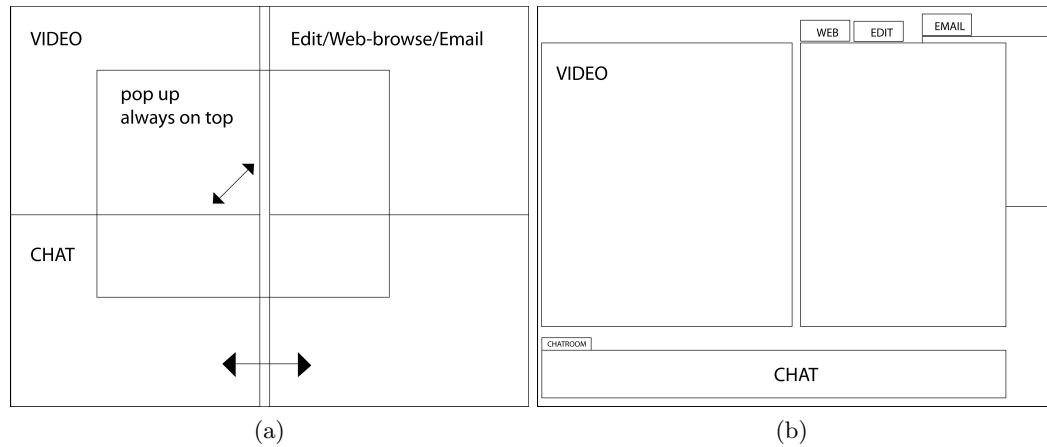 VIDEO
Edit/Web-browse/Email
pop up
always on top
CHAT
(a)
WEB
EDIT
EMAIL
VIDEO
CHATROOM
CHAT
(b)